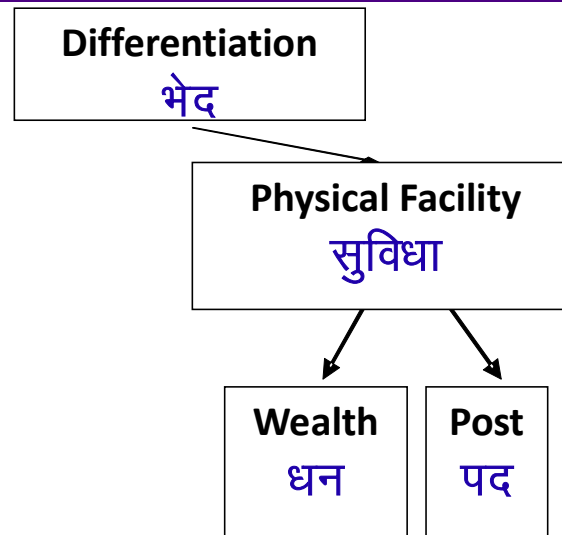 Differentiation
भेद
Physical Facility
सुविधा
Wealth
धन
Post
पद